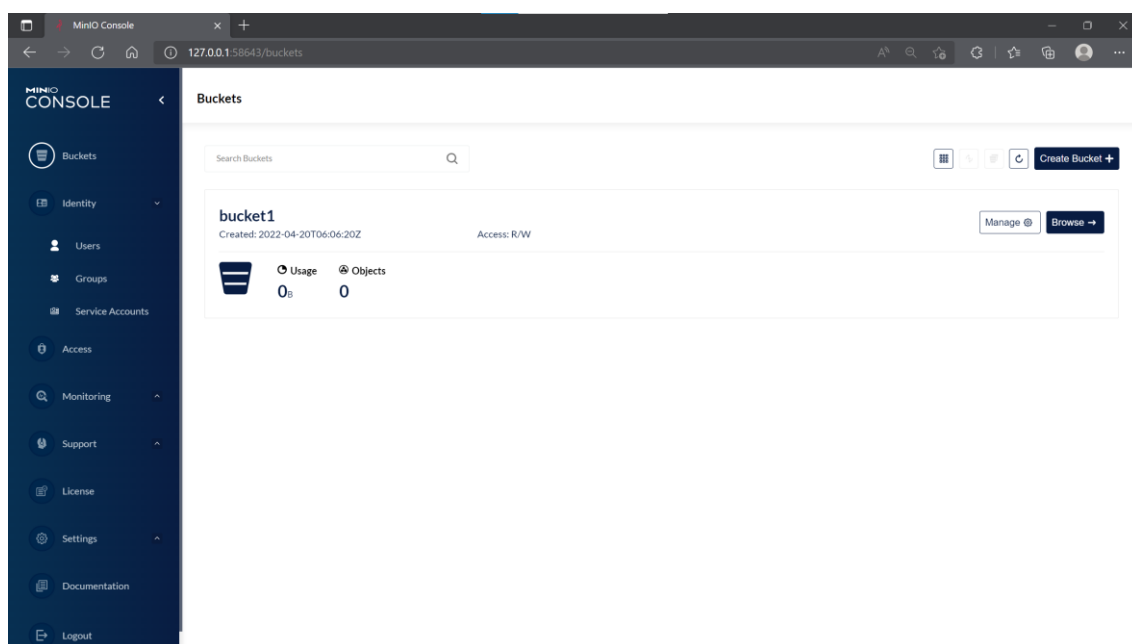 MinIO Console
127.0.0.1:58643/buckets
MINIO
CONSOLE
Buckets
Buckets
Search Buckets
Create Bucket +
Identity
bucket1
Created: 2022-04-20T06:06:20Z
Access: R/W
Manage
Browse →
Users
Usage
Objects
0B
0
Groups
Service Accounts
Access
Monitoring
Support
License
Settings
Documentation
Logout